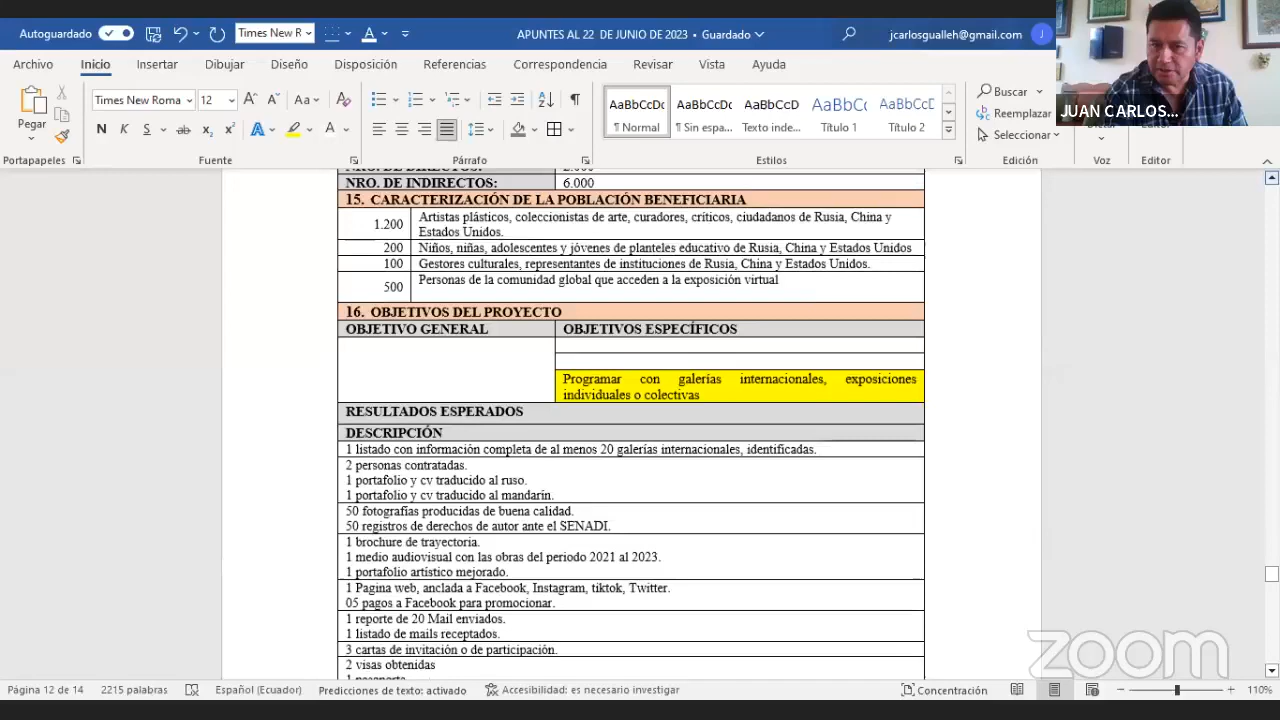 Autoguardado
Times New R
APUNTES AL 22 DE JUNIO DE 2023 • Guardado
jcarlosgualleh@gmail.com
J
Archivo
Inicio
Insertar
Dibujar
Diseño
Disposición
Referencias
Correspondencia
Revisar
Vista
Ayuda
JUAN CARLOS...
Pegar
Times New Roma
12
N K S ab
AaBbCcDc
AaBbCcDc
AaBbCcD
AaBbC
AaBbCcD
¶ Normal
¶ Sin espa...
Texto inde...
Título 1
Título 2
Buscar
Reemplazar
Seleccionar
Portapapeles
Fuente
Párrafo
Estilos
Edición
Voz
Editor
NRO. DE INDIRECTOS:
6.000
15. CARACTERIZACIÓN DE LA POBLACIÓN BENEFICIARIA
1.200
Artistas plásticos, coleccionistas de arte, curadores, críticos, ciudadanos de Rusia, China y
Estados Unidos.
200
Niños, niñas, adolescentes y jóvenes de planteles educativo de Rusia, China y Estados Unidos
100
Gestores culturales, representantes de instituciones de Rusia, China y Estados Unidos.
500
Personas de la comunidad global que acceden a la exposición virtual
16. OBJETIVOS DEL PROYECTO
OBJETIVO GENERAL
OBJETIVOS ESPECÍFICOS
Programar con galerías internacionales, exposiciones
individuales o colectivas
RESULTADOS ESPERADOS
DESCRIPCIÓN
1 listado con información completa de al menos 20 galerías internacionales, identificadas.
2 personas contratadas.
1 portafolio y cv traducido al ruso.
1 portafolio y cv traducido al mandarín.
50 fotografías producidas de buena calidad.
50 registros de derechos de autor ante el SENADI.
1 brochure de trayectoria.
1 medio audiovisual con las obras del periodo 2021 al 2023.
1 portafolio artístico mejorado.
1 Pagina web, anclada a Facebook, Instagram, tiktok, Twitter.
05 pagos a Facebook para promocionar.
1 reporte de 20 Mail enviados.
1 listado de mails receptados.
3 cartas de invitación o de participación.
2 visas obtenidas
zoom
Página 12 de 14
2215 palabras
Español (Ecuador)
Predicciones de texto: activado
Accesibilidad: es necesario investigar
Concentración
110%